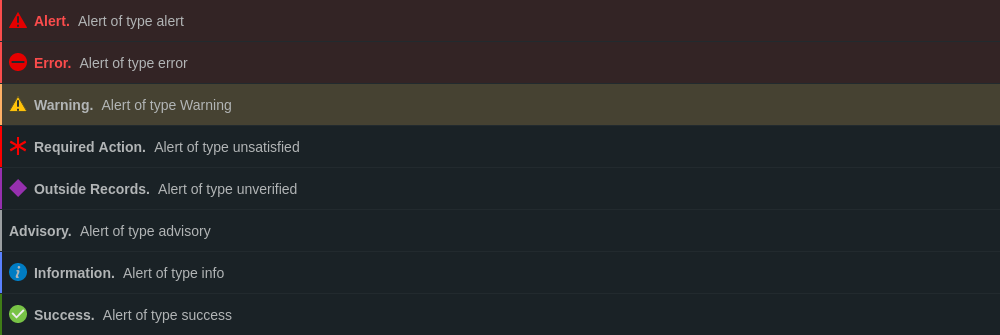 Alert. Alert of type alert
Error. Alert of type error
Warning. Alert of type Warning
Required Action. Alert of type unsatisfied
Outside Records. Alert of type unverified
Advisory. Alert of type advisory
Information. Alert of type info
Success. Alert of type success